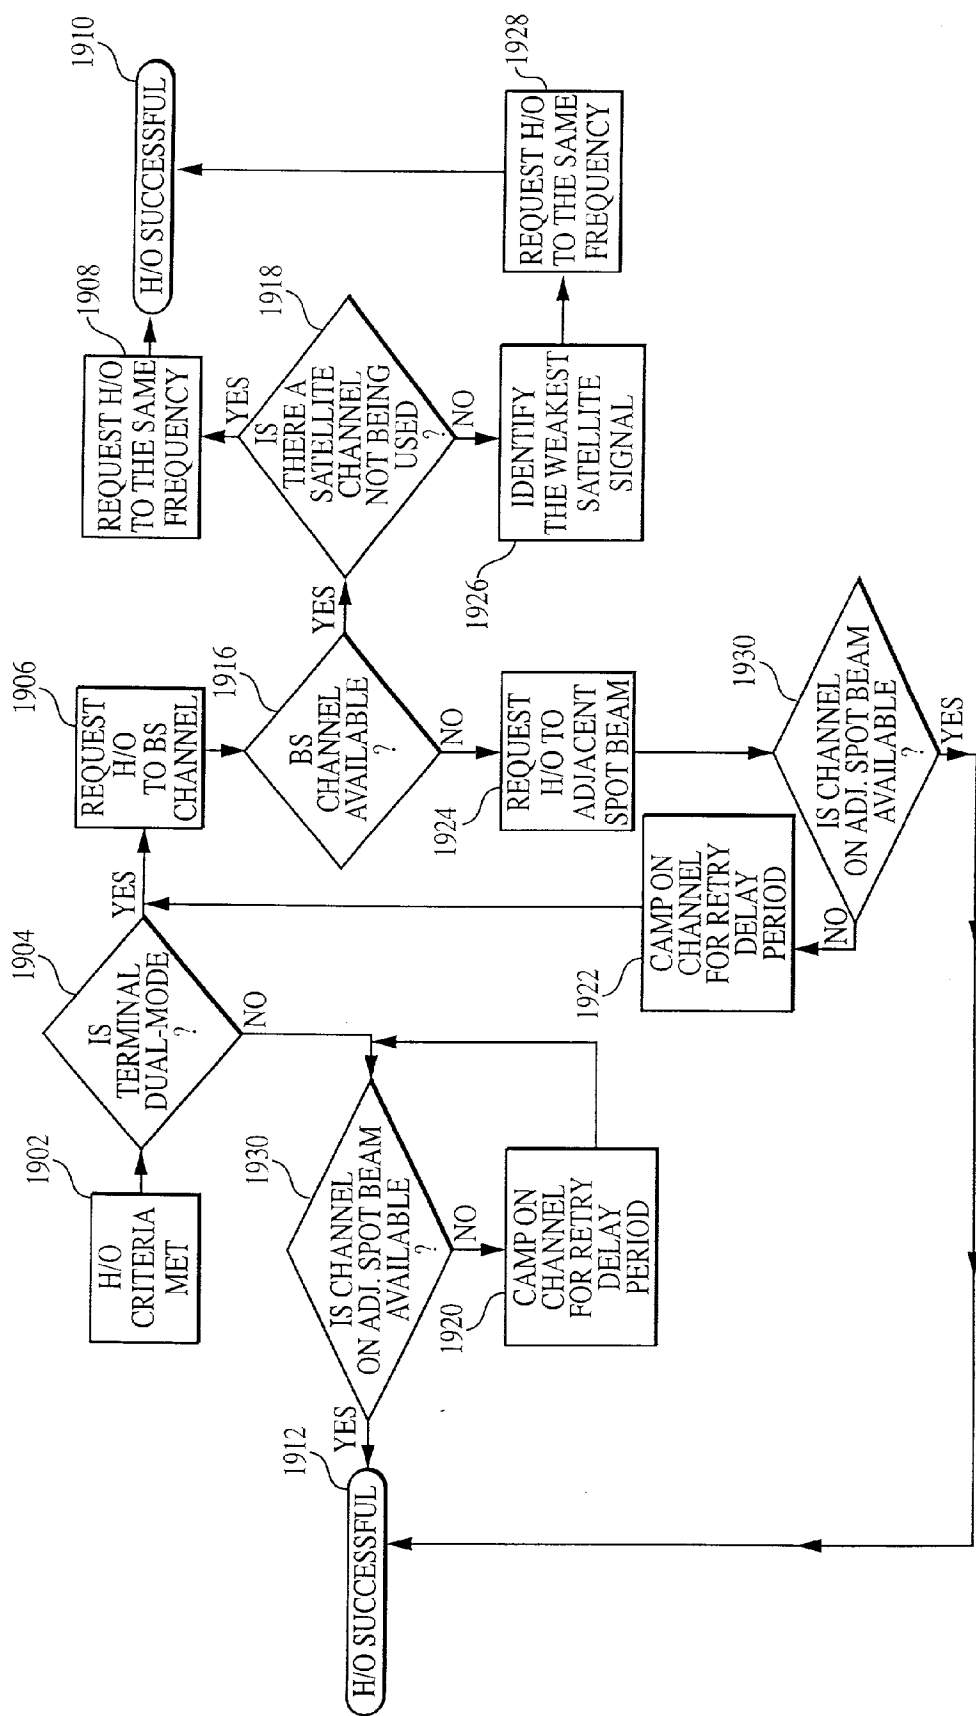 1902
H/O
CRITERIA
MET
1904
IS
TERMINAL
DUAL-MODE
?
YES
NO
1906
REQUEST
H/O
TO BS
CHANNEL
1908
REQUEST H/O
TO THE SAME
FREQUENCY
1910
H/O SUCCESSFUL
1912
H/O SUCCESSFUL
YES
1930
IS CHANNEL
ON ADJ. SPOT BEAM
AVAILABLE
?
NO
1920
CAMP ON
CHANNEL
FOR RETRY
DELAY
PERIOD
1916
BS
CHANNEL
AVAILABLE
?
YES
NO
1918
IS
THERE A
SATELLITE
CHANNEL
NOT BEING
USED
?
YES
NO
1922
CAMP ON
CHANNEL
FOR RETRY
DELAY
PERIOD
1924
REQUEST
H/O TO
ADJACENT
SPOT BEAM
1926
IDENTIFY
THE WEAKEST
SATELLITE
SIGNAL
1928
REQUEST H/O
TO THE SAME
FREQUENCY
1930
IS CHANNEL
ON ADJ. SPOT BEAM
AVAILABLE
?
NO
YES